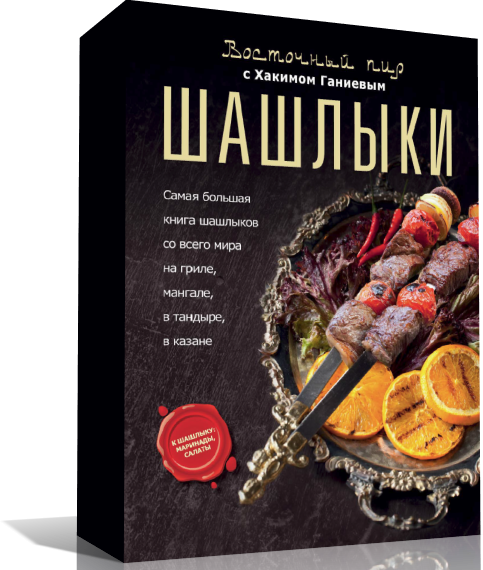 Восточный пир
с Хакимом Ганиевым
ШАШЛЫКИ
Самая большая
книга шашлыков
со всего мира
на гриле,
мангале,
в тандыре,
в казане
К ШАШЛЫКУ:
МАРИНАДЫ,
САЛАТЫ